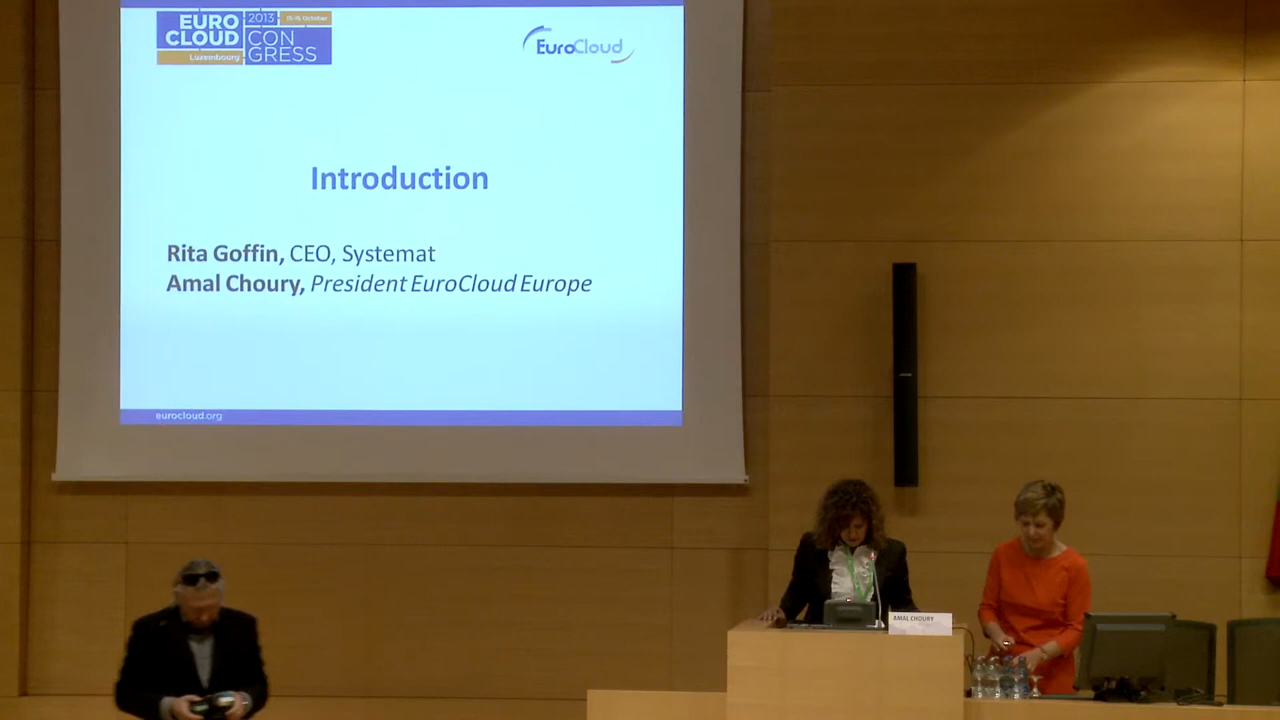 EURO
CLOUD
Luxembourg
2013
15-16 October
CON
GRESS
EuroCloud
Introduction
Rita Goffin, CEO, Systemat
Amal Choury, President EuroCloud Europe
eurocloud.org
AMAL CHOURY